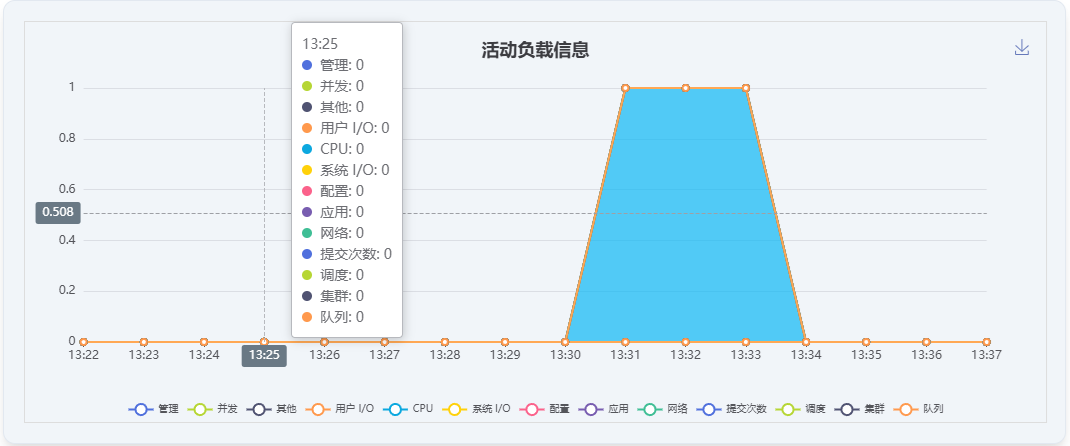 活动负载信息
13:25
管理: 0
并发: 0
其他: 0
用户 I/O: 0
CPU: 0
系统 I/O: 0
配置: 0
应用: 0
网络: 0
提交次数: 0
调度: 0
集群: 0
队列: 0
1
0.8
0.6
0.508
0.4
0.2
0
13:22 13:23 13:24 13:25 13:26 13:27 13:28 13:29 13:30 13:31 13:32 13:33 13:34 13:35 13:36 13:37
管理 并发 其他 用户 I/O CPU 系统 I/O 配置 应用 网络 提交次数 调度 集群 队列